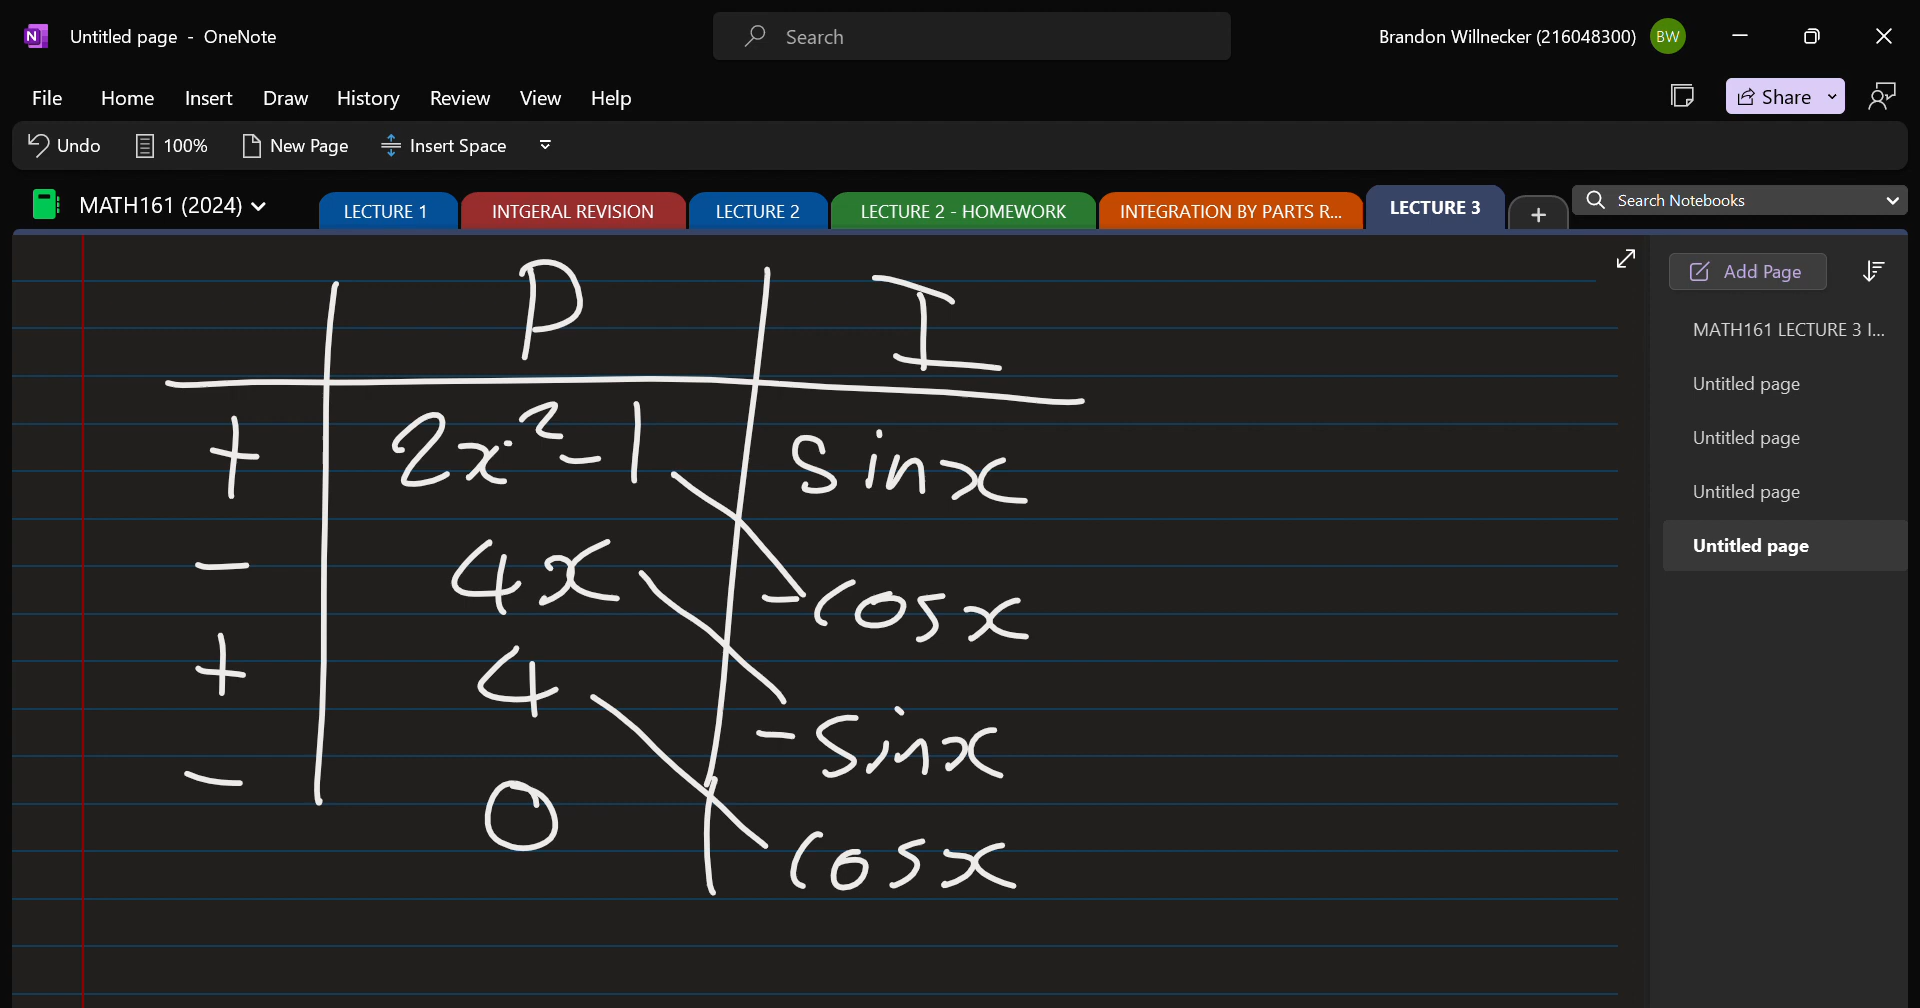 Untitled page - OneNote
Search
Brandon Willnecker (216048300)
BW
File Home Insert Draw History Review View Help
Share
Undo 100% New Page Insert Space
MATH161 (2024)
LECTURE 1
INTGERAL REVISION
LECTURE 2
LECTURE 2 - HOMEWORK
INTEGRATION BY PARTS R...
LECTURE 3
+
Search Notebooks
D I
+ 2x²-1 sinx
- 4x -cosx
+ 4 -sinx
- 0 cosx
Add Page
MATH161 LECTURE 3 I...
Untitled page
Untitled page
Untitled page
Untitled page